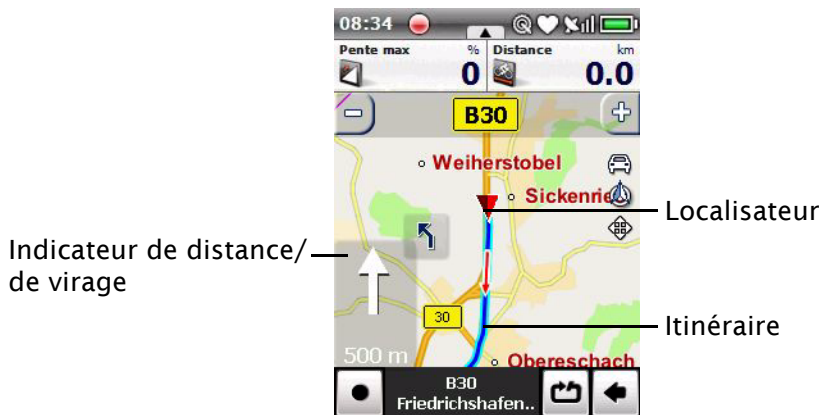 08:34
Pente max % Distance km
0 0.0
B30
Weiherstobel
Sickenrie
Localisateur
Indicateur de distance/
de virage
30
Itinéraire
500 m
Obereschach
B30
Friedrichshafen..